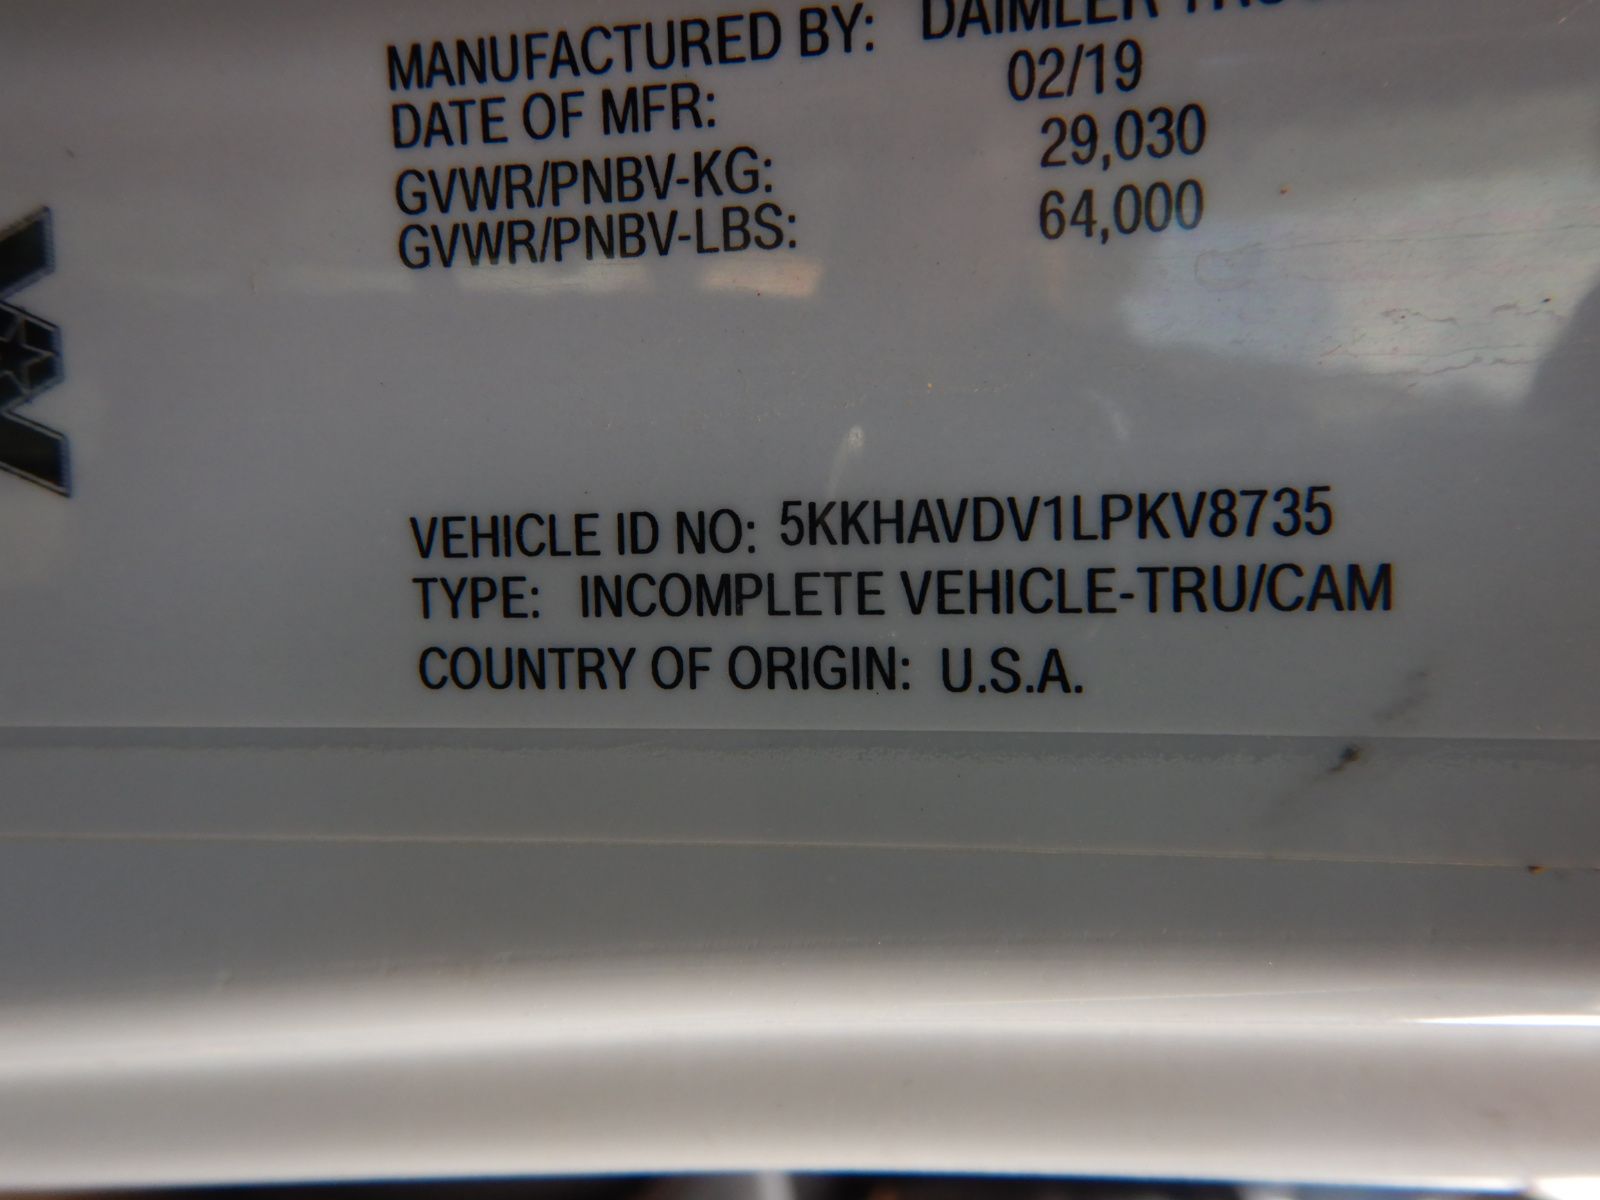 MANUFACTURED BY: DAIMLER
DATE OF MFR: 02/19
GVWR/PNBV-KG: 29,030
GVWR/PNBV-LBS: 64,000
VEHICLE ID NO: 5KKHAVDV1LPKV8735
TYPE: INCOMPLETE VEHICLE-TRU/CAM
COUNTRY OF ORIGIN: U.S.A.